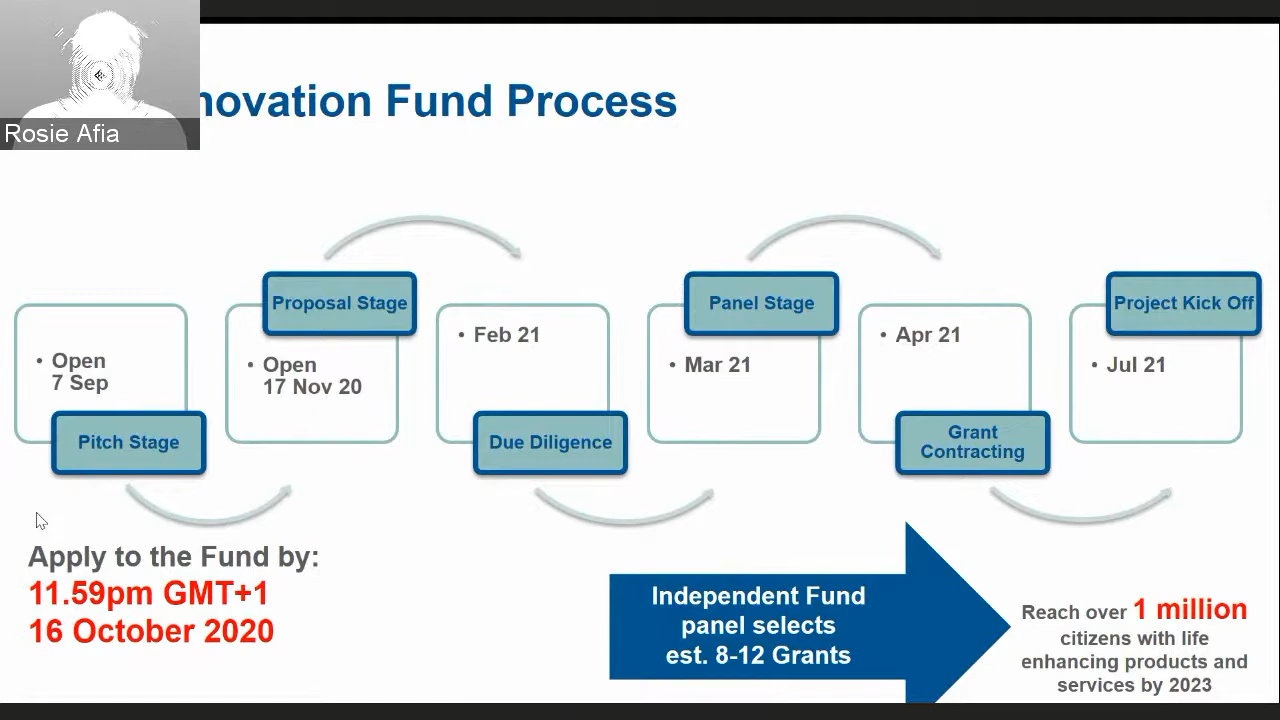 Rosie Afia
novation Fund Process
• Open
7 Sep
Pitch Stage
Proposal Stage
• Open
17 Nov 20
• Feb 21
Due Diligence
Panel Stage
• Mar 21
• Apr 21
Grant
Contracting
Project Kick Off
• Jul 21
Apply to the Fund by:
11.59pm GMT+1
16 October 2020
Independent Fund
panel selects
est. 8-12 Grants
Reach over 1 million
citizens with life
enhancing products and
services by 2023